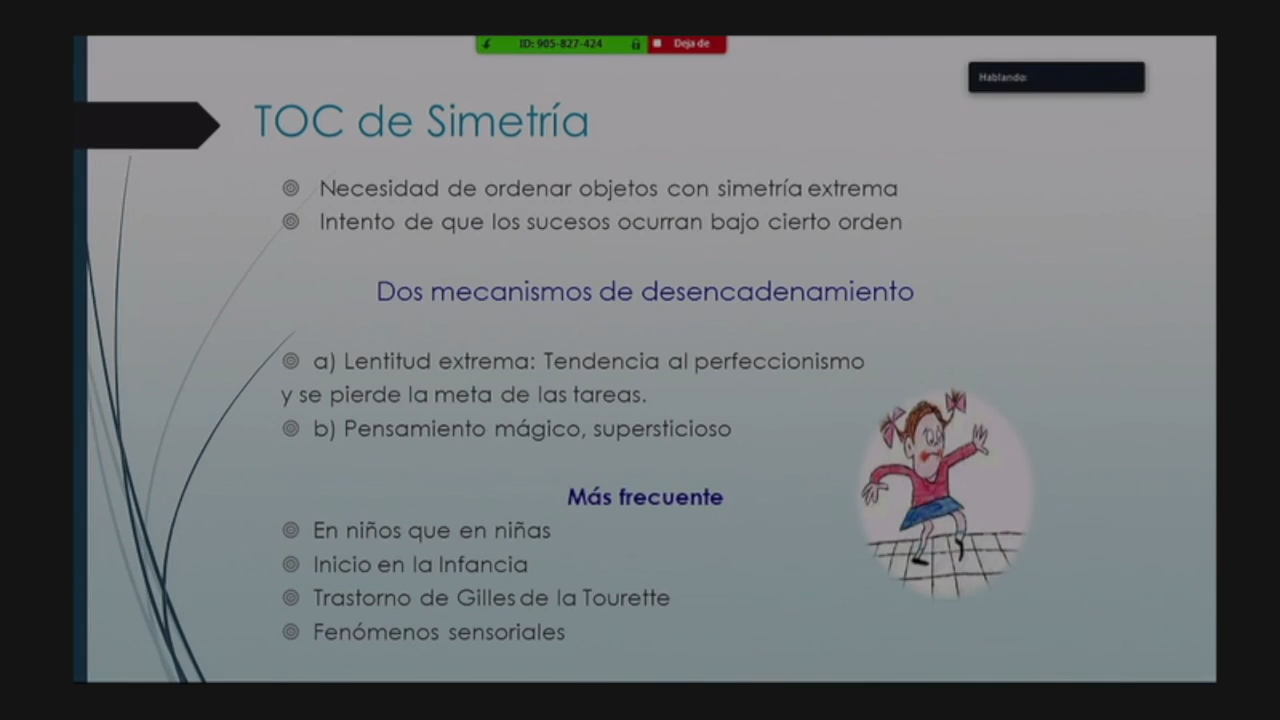 ID: 905-827-424 Deja de
Hablando:
TOC de Simetría
Necesidad de ordenar objetos con simetría extrema
Intento de que los sucesos ocurran bajo cierto orden
Dos mecanismos de desencadenamiento
a) Lentitud extrema: Tendencia al perfeccionismo
y se pierde la meta de las tareas.
b) Pensamiento mágico, supersticioso
Más frecuente
En niños que en niñas
Inicio en la Infancia
Trastorno de Gilles de la Tourette
Fenómenos sensoriales